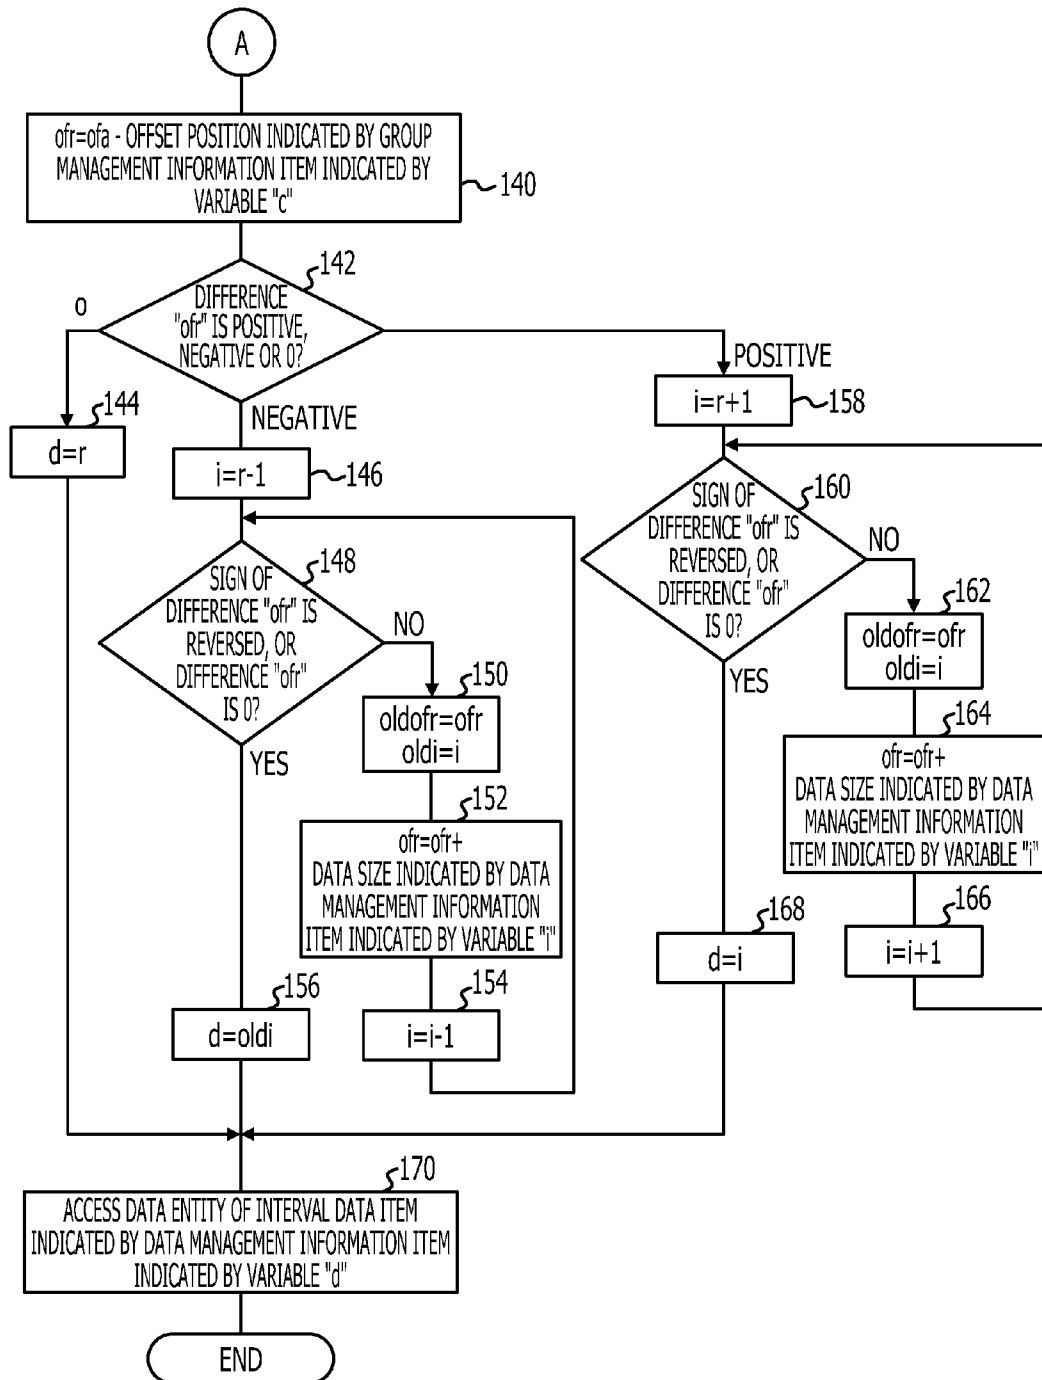 A
ofr=ofa - OFFSET POSITION INDICATED BY GROUP
MANAGEMENT INFORMATION ITEM INDICATED BY
VARIABLE "c"
140
142
DIFFERENCE
"ofr" IS POSITIVE,
NEGATIVE OR 0?
0
NEGATIVE
POSITIVE
144
d=r
i=r-1
146
i=r+1
158
148
SIGN OF
DIFFERENCE "ofr" IS
REVERSED, OR
DIFFERENCE "ofr"
IS 0?
NO
YES
150
oldofr=ofr
oldi=i
152
ofr=ofr+
DATA SIZE INDICATED BY DATA
MANAGEMENT INFORMATION
ITEM INDICATED BY VARIABLE "i"
154
i=i-1
156
d=oldi
160
SIGN OF
DIFFERENCE "ofr" IS
REVERSED, OR
DIFFERENCE "ofr"
IS 0?
NO
YES
162
oldofr=ofr
oldi=i
164
ofr=ofr+
DATA SIZE INDICATED BY DATA
MANAGEMENT INFORMATION
ITEM INDICATED BY VARIABLE "i"
166
i=i+1
168
d=i
170
ACCESS DATA ENTITY OF INTERVAL DATA ITEM
INDICATED BY DATA MANAGEMENT INFORMATION ITEM
INDICATED BY VARIABLE "d"
END